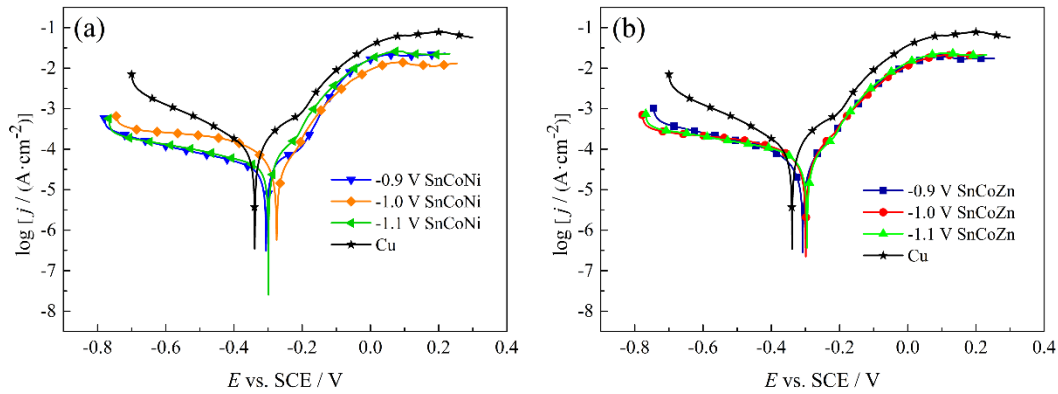 (a)
log [ j / (A·cm⁻²)]
-1
-2
-3
-4
-5
-6
-7
-8
-0.9 V SnCoNi
-1.0 V SnCoNi
-1.1 V SnCoNi
Cu
-0.8 -0.6 -0.4 -0.2 0.0 0.2 0.4
E vs. SCE / V
(b)
log [ j / (A·cm⁻²)]
-1
-2
-3
-4
-5
-6
-7
-8
-0.9 V SnCoZn
-1.0 V SnCoZn
-1.1 V SnCoZn
Cu
-0.8 -0.6 -0.4 -0.2 0.0 0.2 0.4
E vs. SCE / V